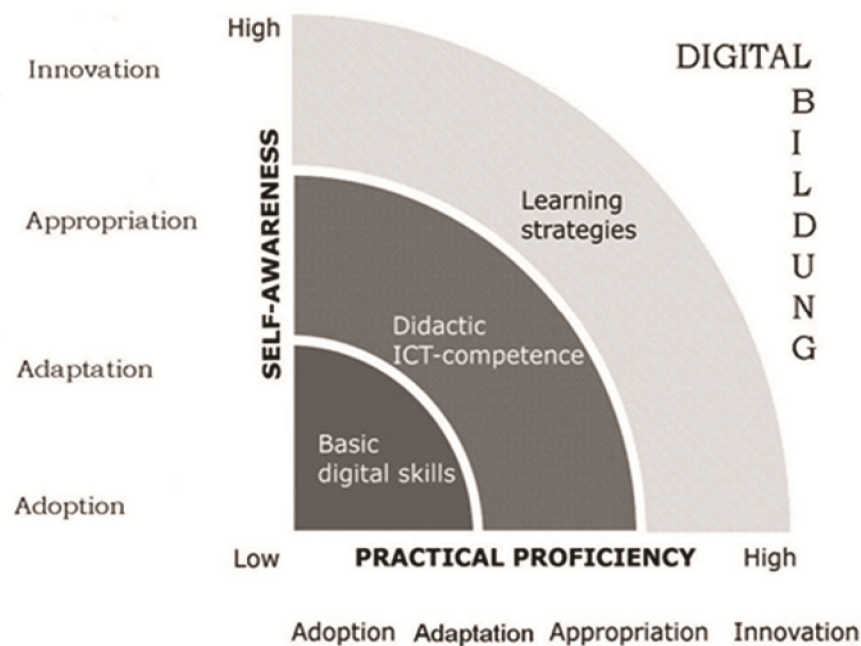 High
Innovation
DIGITAL
BILDUNG
SELF-AWARENESS
Appropriation
Learning
strategies
Didactic
ICT-competence
Adaptation
Basic
digital skills
Adoption
Low
PRACTICAL PROFICIENCY
High
Adoption Adaptation Appropriation Innovation